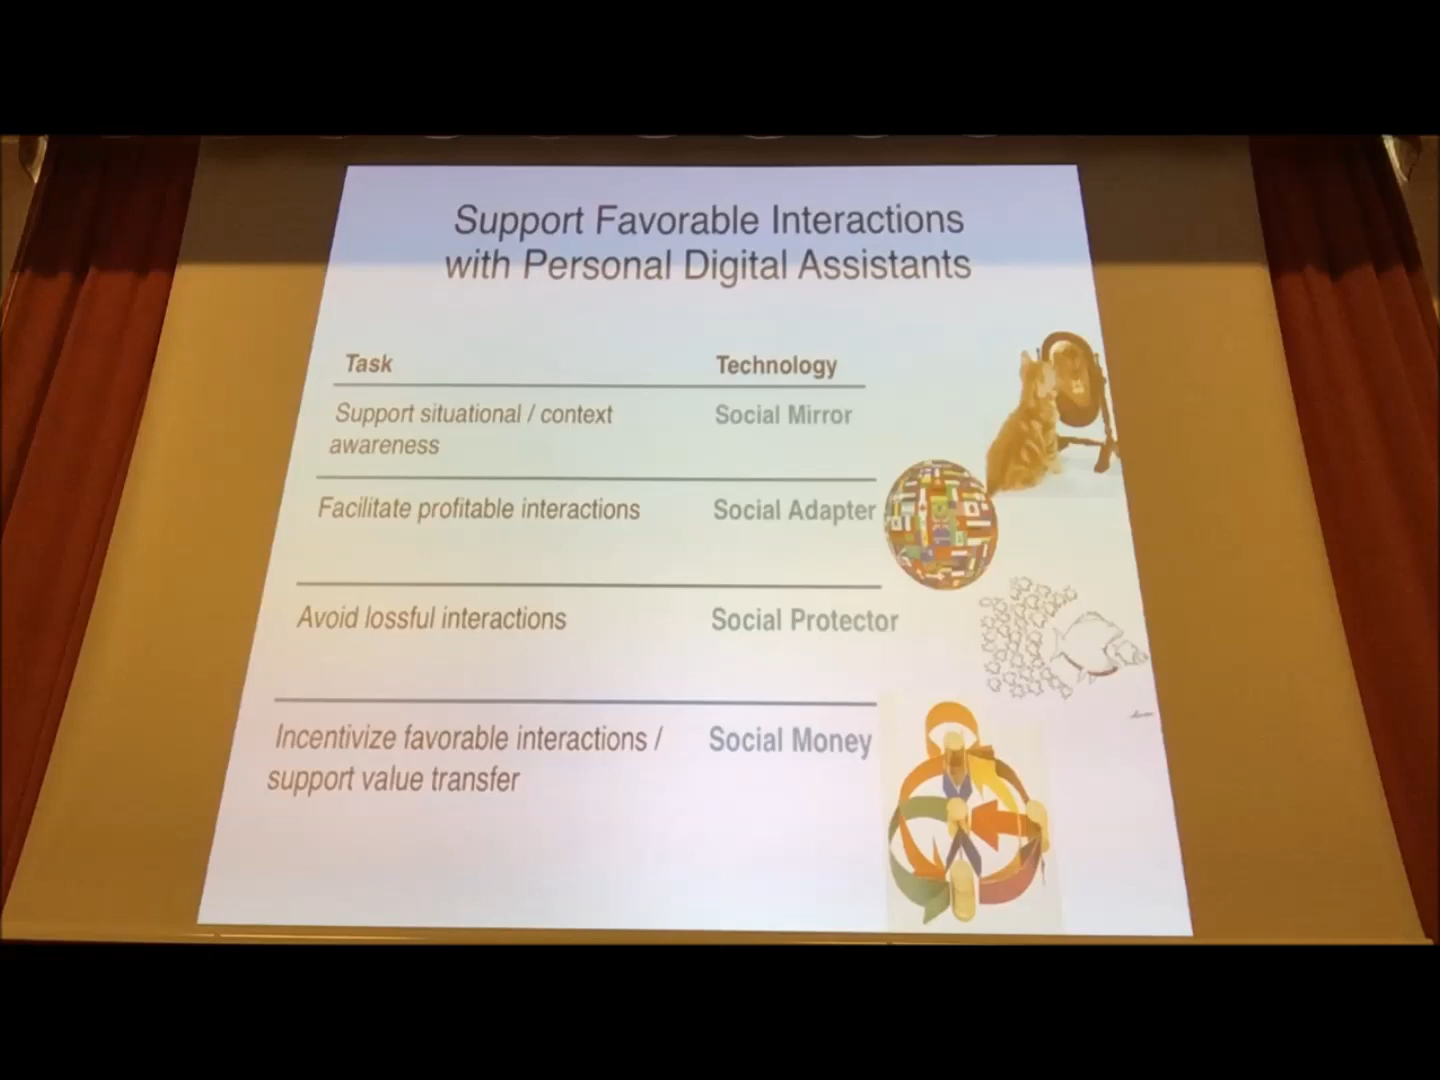 Support Favorable Interactions
with Personal Digital Assistants
Task Technology
Support situational / context Social Mirror
awareness
Facilitate profitable interactions Social Adapter
Avoid lossful interactions Social Protector
Incentivize favorable interactions / Social Money
support value transfer